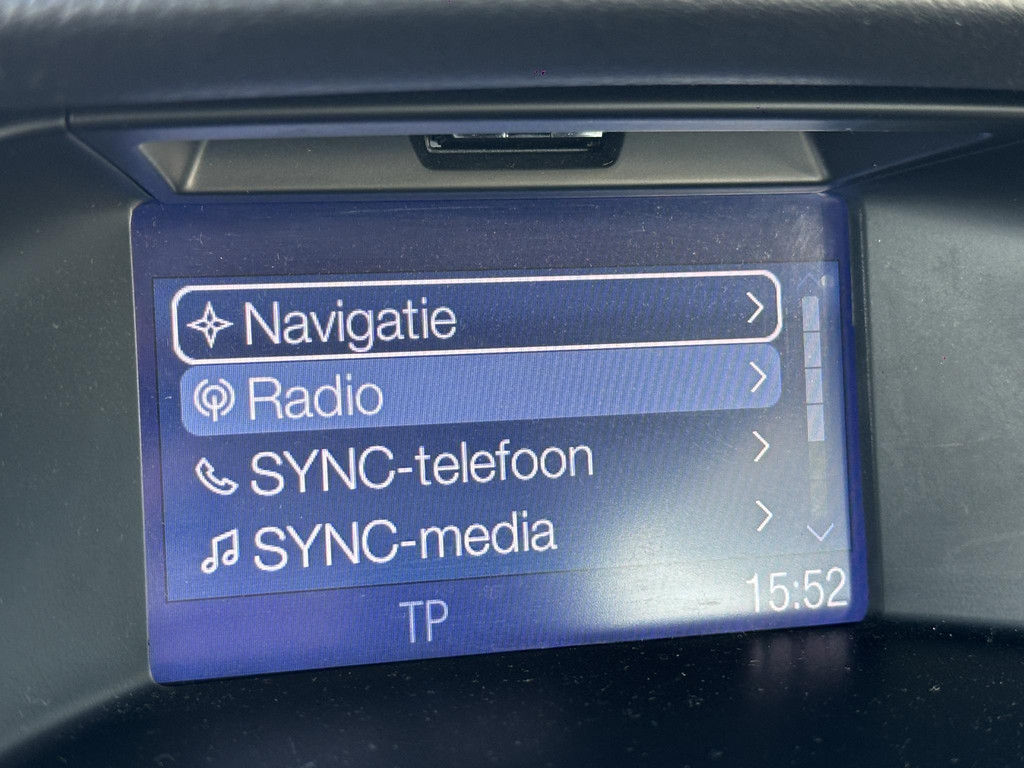 Navigatie
Radio
SYNC-telefoon
SYNC-media
TP
15:52